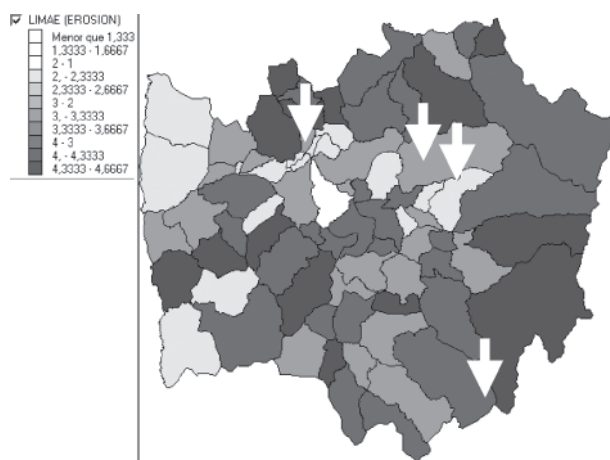 LIMAE (EROSION)
Menor que 1,333
1,3333 - 1,6667
2 - 1
2, - 2,3333
2,3333 - 2,6667
3 - 2
3, - 3,3333
3,3333 - 3,6667
4 - 3
4, - 4,3333
4,3333 - 4,6667